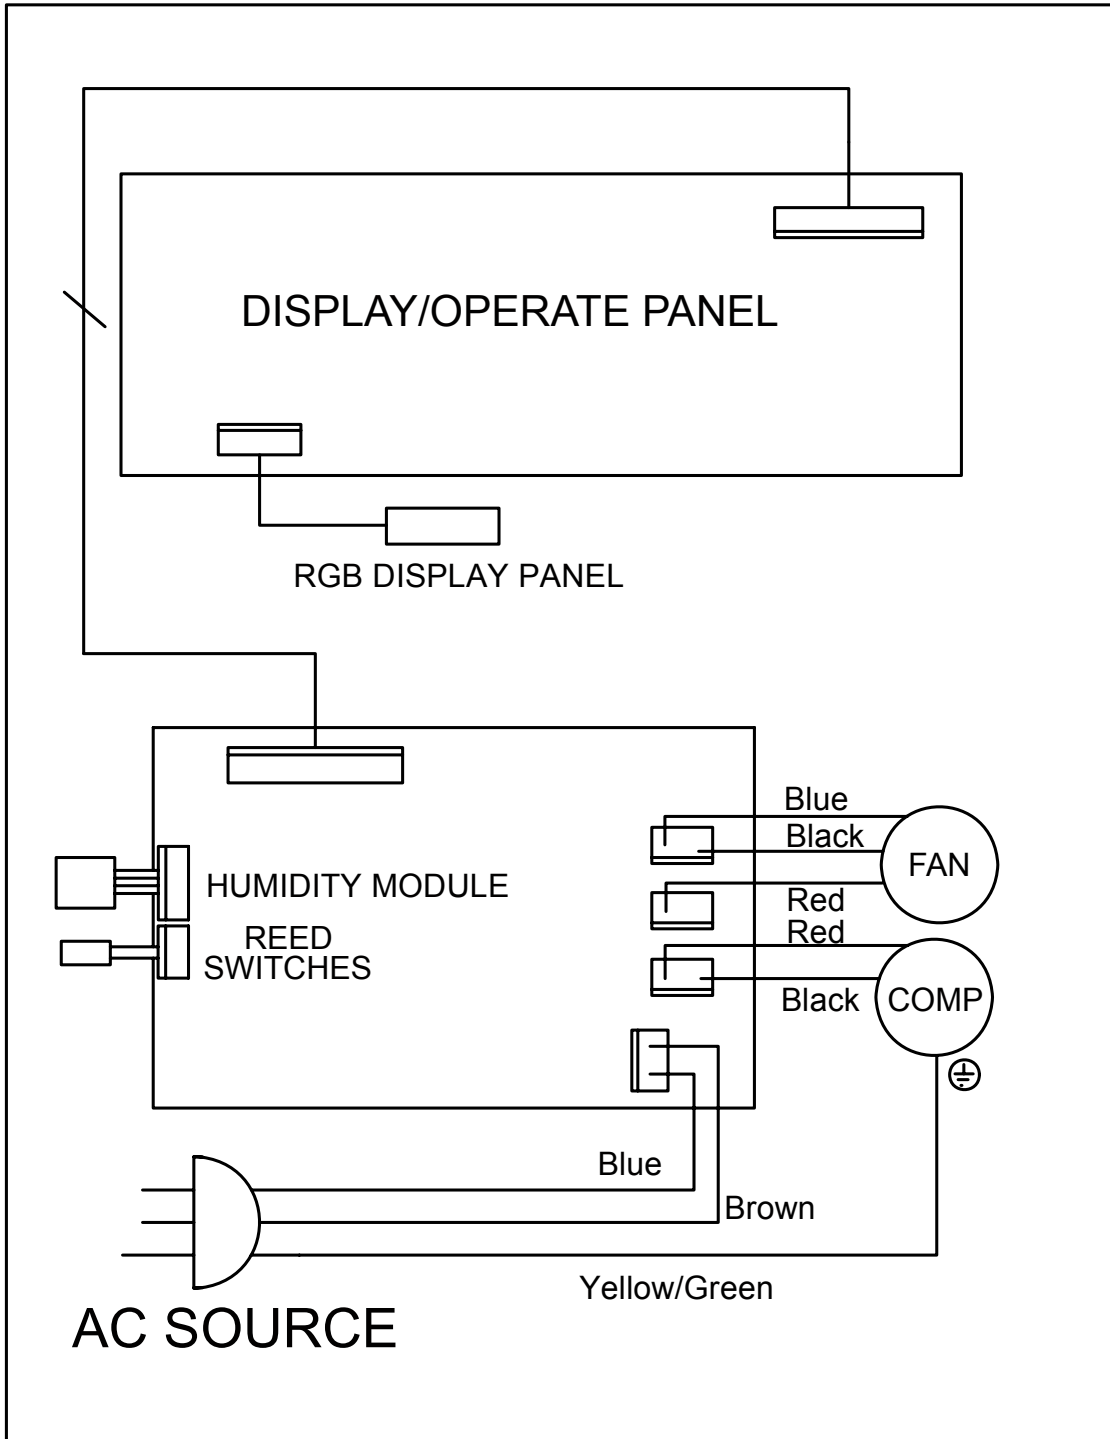 DISPLAY/OPERATE PANEL
RGB DISPLAY PANEL
Blue
Black
FAN
HUMIDITY MODULE
Red
REED
SWITCHES
Red
COMP
Black
Blue
Brown
Yellow/Green
AC SOURCE